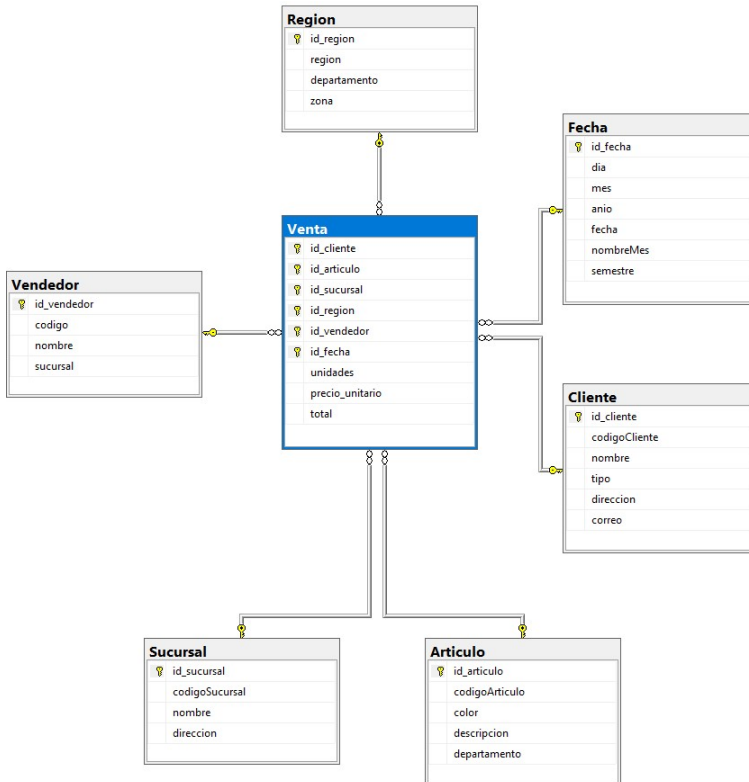 Region
id_region
region
departamento
zona
Fecha
id_fecha
dia
mes
anio
fecha
nombreMes
semestre
Venta
id_cliente
id_articulo
id_sucursal
id_region
id_vendedor
id_fecha
unidades
precio_unitario
total
Vendedor
id_vendedor
codigo
nombre
sucursal
Cliente
id_cliente
codigoCliente
nombre
tipo
direccion
correo
Sucursal
id_sucursal
codigoSucursal
nombre
direccion
Articulo
id_articulo
codigoArticulo
color
descripcion
departamento